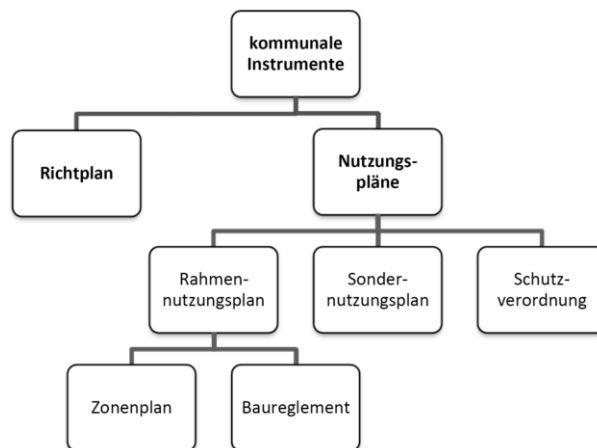 kommunale
Instrumente
Richtplan
Nutzungs-
pläne
Rahmen-
nutzungsplan
Sonder-
nutzungsplan
Schutz-
verordnung
Zonenplan
Baureglement